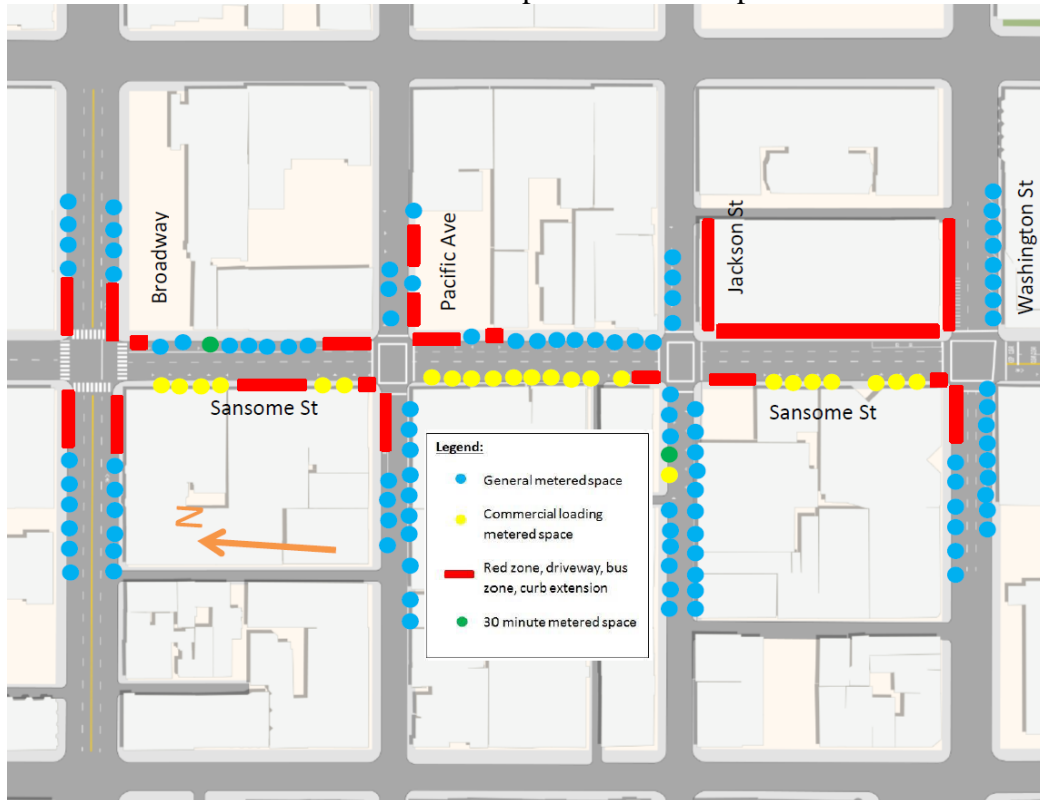 Broadway
Pacific Ave
Jackson St
Washington St
Sansome St
Sansome St
N
Legend:
General metered space
Commercial loading
metered space
Red zone, driveway, bus
zone, curb extension
30 minute metered space